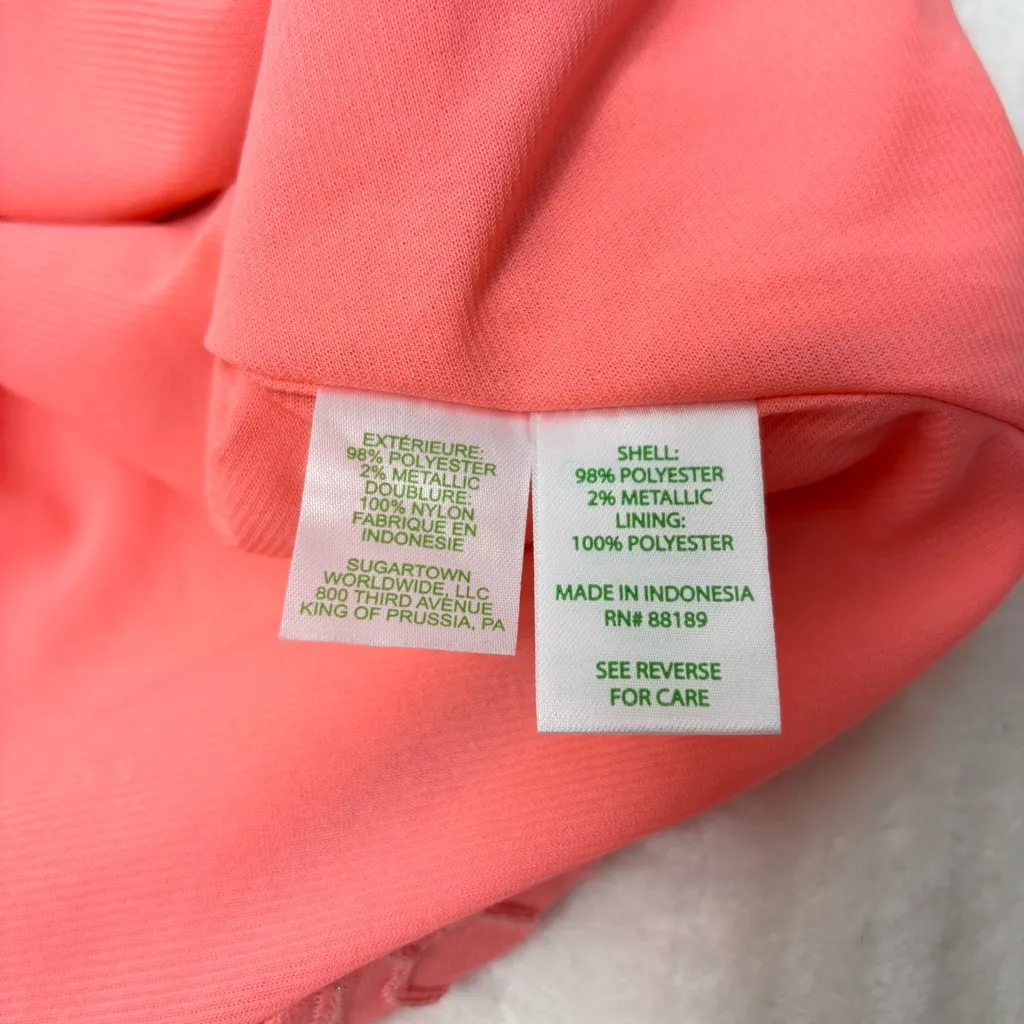 EXTÉRIEURE:
98% POLYESTER
2% METALLIC
DOUBLURE:
100% NYLON
FABRIQUE EN
INDONESIE
SUGARTOWN
WORLDWIDE, LLC
800 THIRD AVENUE
KING OF PRUSSIA, PA
SHELL:
98% POLYESTER
2% METALLIC
LINING:
100% POLYESTER
MADE IN INDONESIA
RN# 88189
SEE REVERSE
FOR CARE